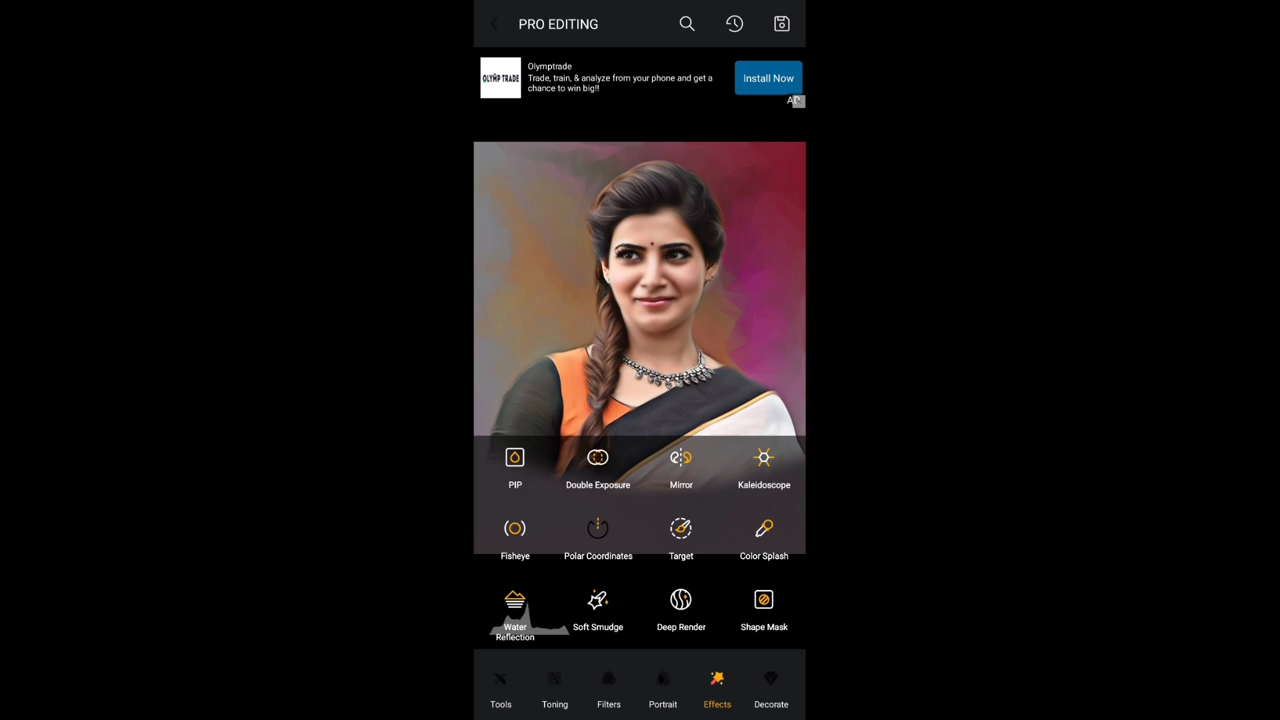 PRO EDITING
OLYMP TRADE
Olymptrade
Trade, train, & analyze from your phone and get a
chance to win big!!
Install Now
PIP
Double Exposure
Mirror
Kaleidoscope
Fisheye
Polar Coordinates
Target
Color Splash
Water
Reflection
Soft Smudge
Deep Render
Shape Mask
Tools
Toning
Filters
Portrait
Effects
Decorate